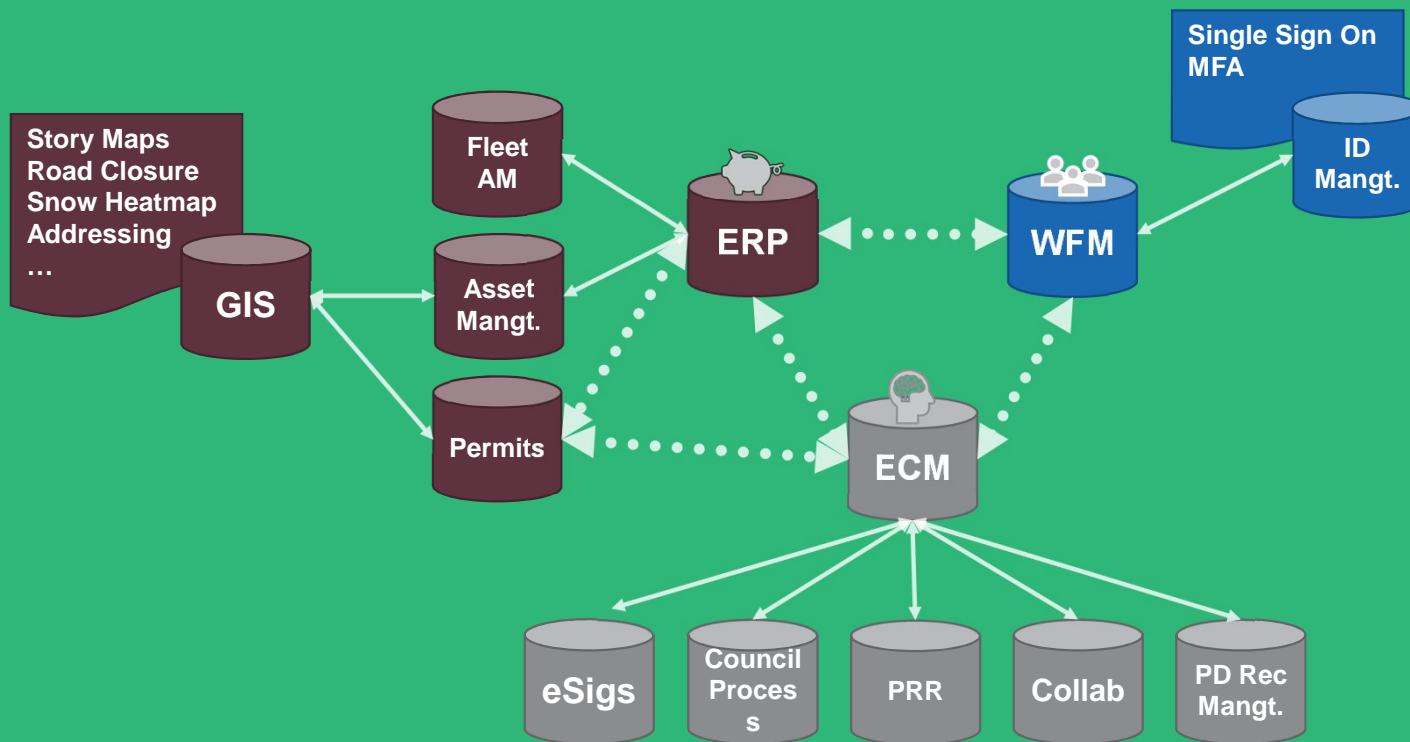 Single Sign On
MFA
Story Maps
Road Closure
Snow Heatmap
Addressing
...
Fleet
AM
ID
Mangt.
ERP
WFM
GIS
Asset
Mangt.
Permits
ECM
eSigs
Council
Proces
s
PRR
Collab
PD Rec
Mangt.